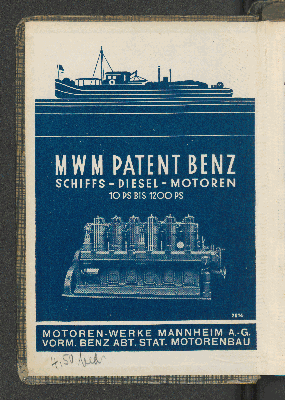 MWM PATENT BENZ
SCHIFFS-DIESEL-MOTOREN
10 PS BIS 1200 PS
MOTOREN-WERKE MANNHEIM A.-G.
VORM. BENZ ABT. STAT. MOTORENBAU